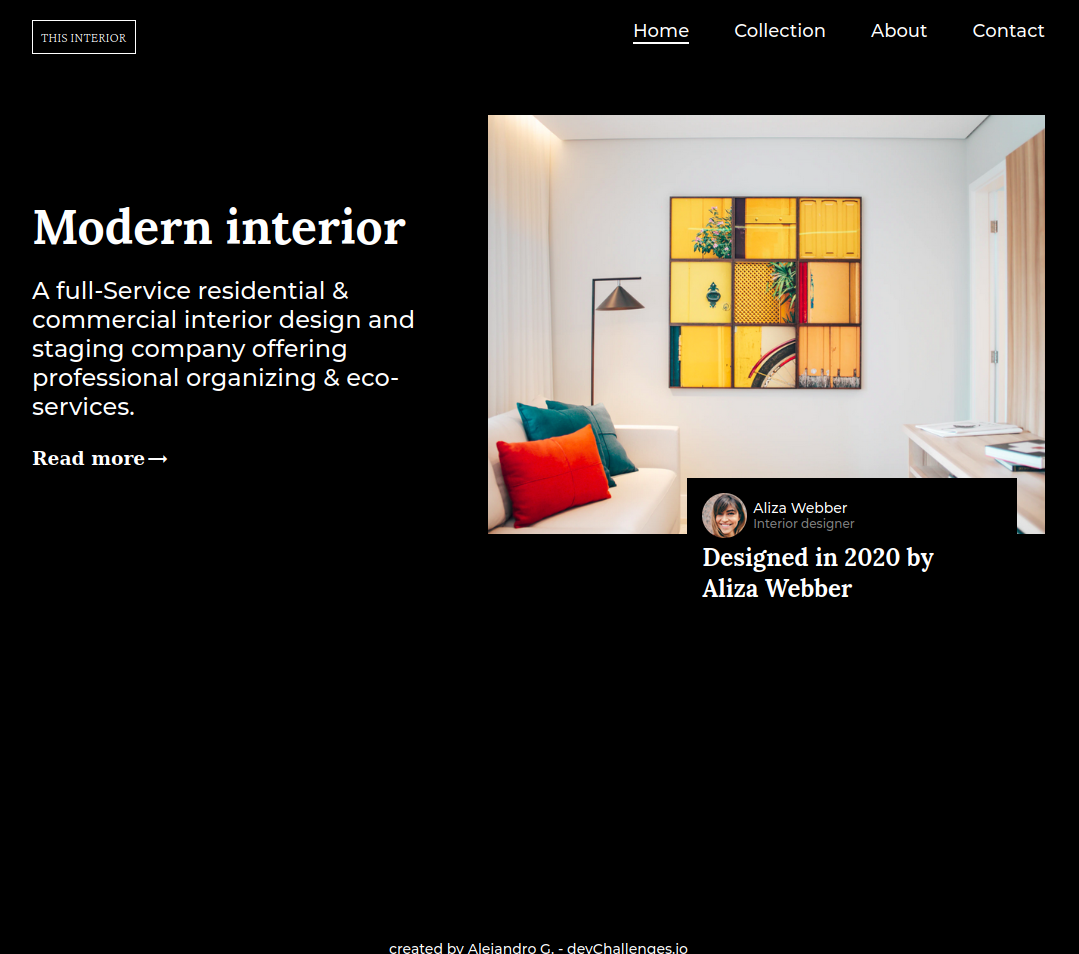 THIS INTERIOR
Home Collection About Contact
Modern interior
A full-Service residential &
commercial interior design and
staging company offering
professional organizing & eco-
services.
Read more→
Aliza Webber
Interior designer
Designed in 2020 by
Aliza Webber
created by Alejandro G. - devChallenges.io